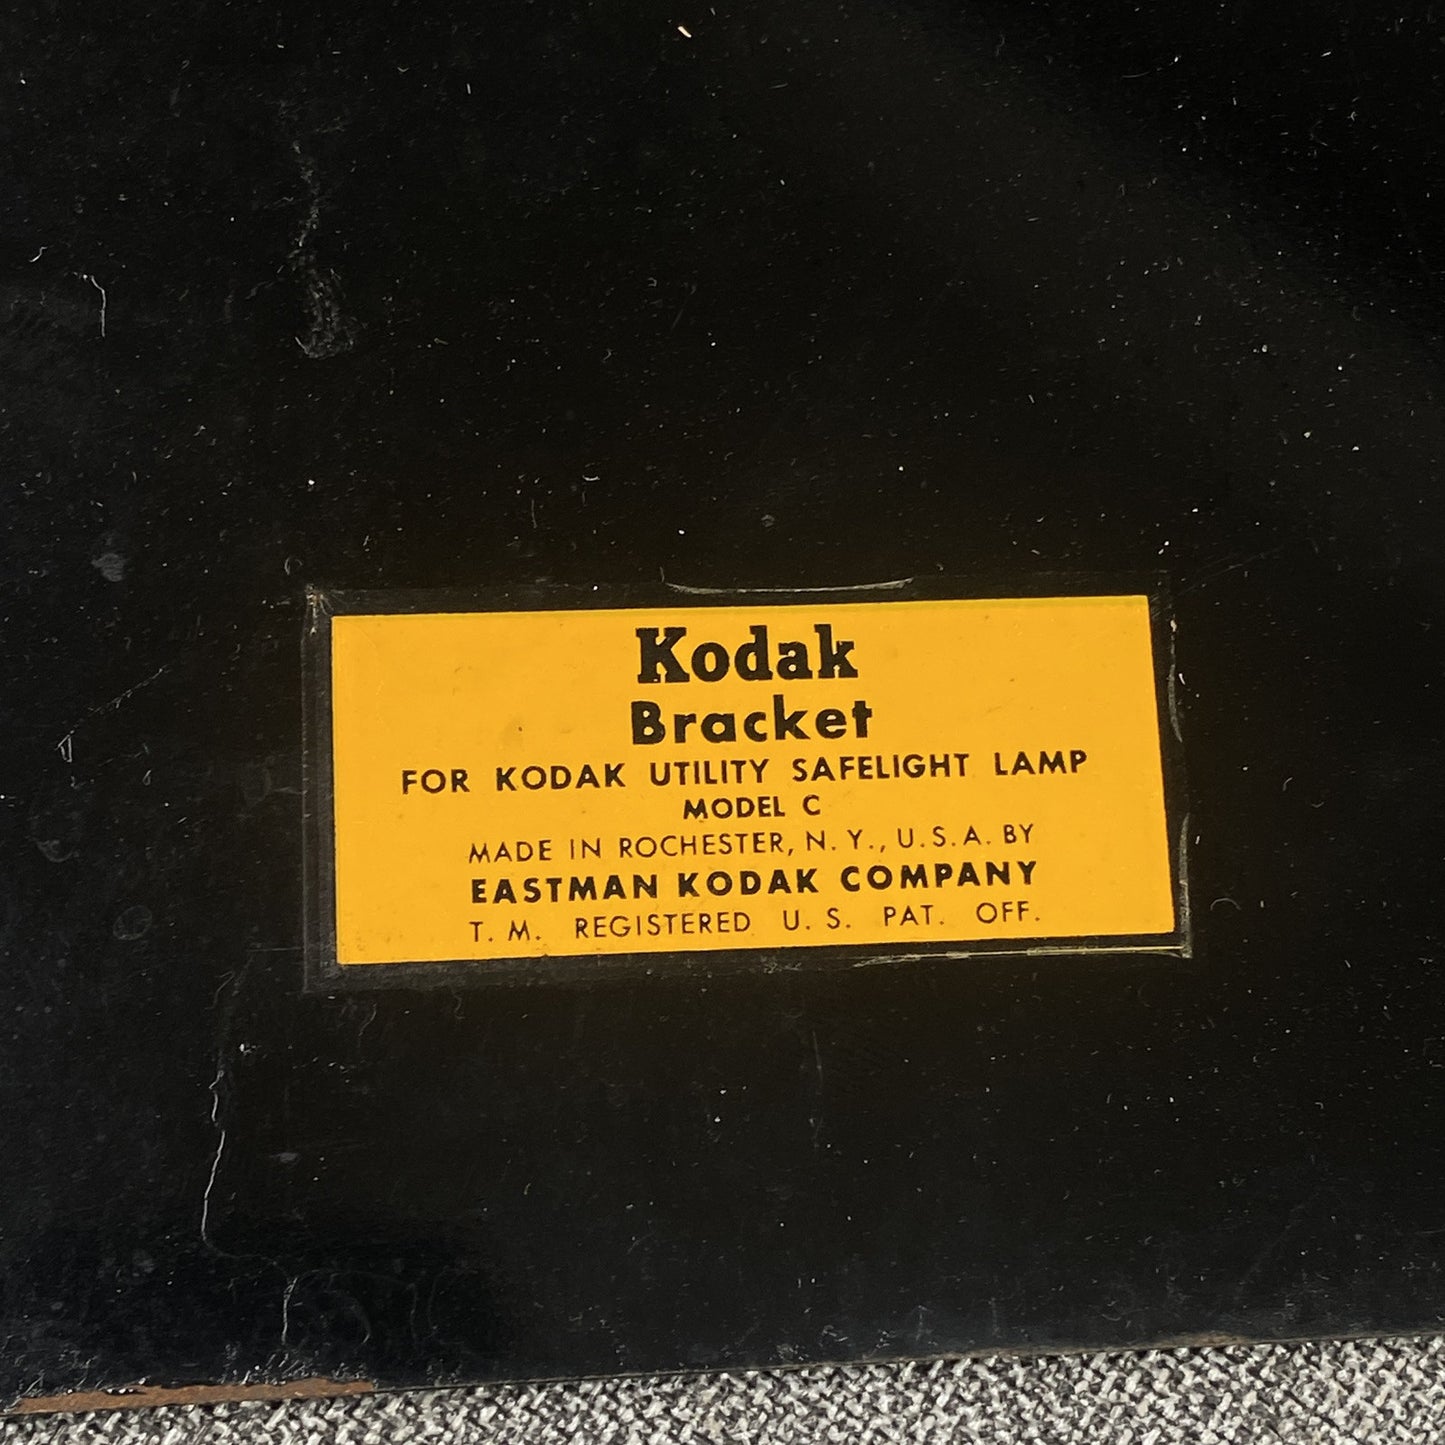 Kodak
Bracket
FOR KODAK UTILITY SAFELIGHT LAMP
MODEL C
MADE IN ROCHESTER, N. Y., U. S. A. BY
EASTMAN KODAK COMPANY
T. M. REGISTERED U. S. PAT. OFF.